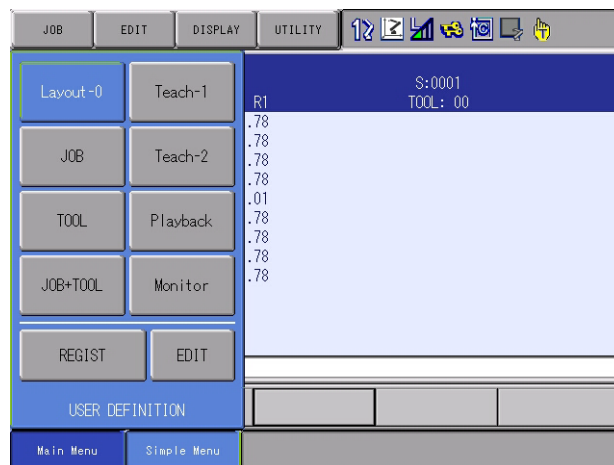 JOB EDIT DISPLAY UTILITY
S:0001
R1 TOOL: 00
.78
.78
.78
.78
.01
.78
.78
.78
.78
Layout-0 Teach-1
JOB Teach-2
TOOL Playback
JOB+TOOL Monitor
REGIST EDIT
USER DEFINITION
Main Menu Simple Menu